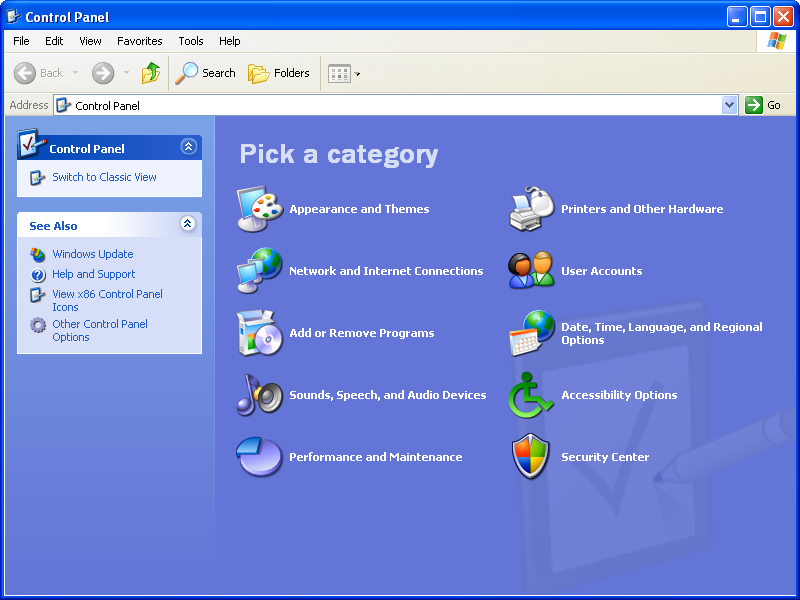 Control Panel
File Edit View Favorites Tools Help
Back Search Folders
Address Control Panel Go
Control Panel
Switch to Classic View
See Also
Windows Update
Help and Support
View x86 Control Panel
Icons
Other Control Panel
Options
Pick a category
Appearance and Themes
Printers and Other Hardware
Network and Internet Connections
User Accounts
Add or Remove Programs
Date, Time, Language, and Regional
Options
Sounds, Speech, and Audio Devices
Accessibility Options
Performance and Maintenance
Security Center